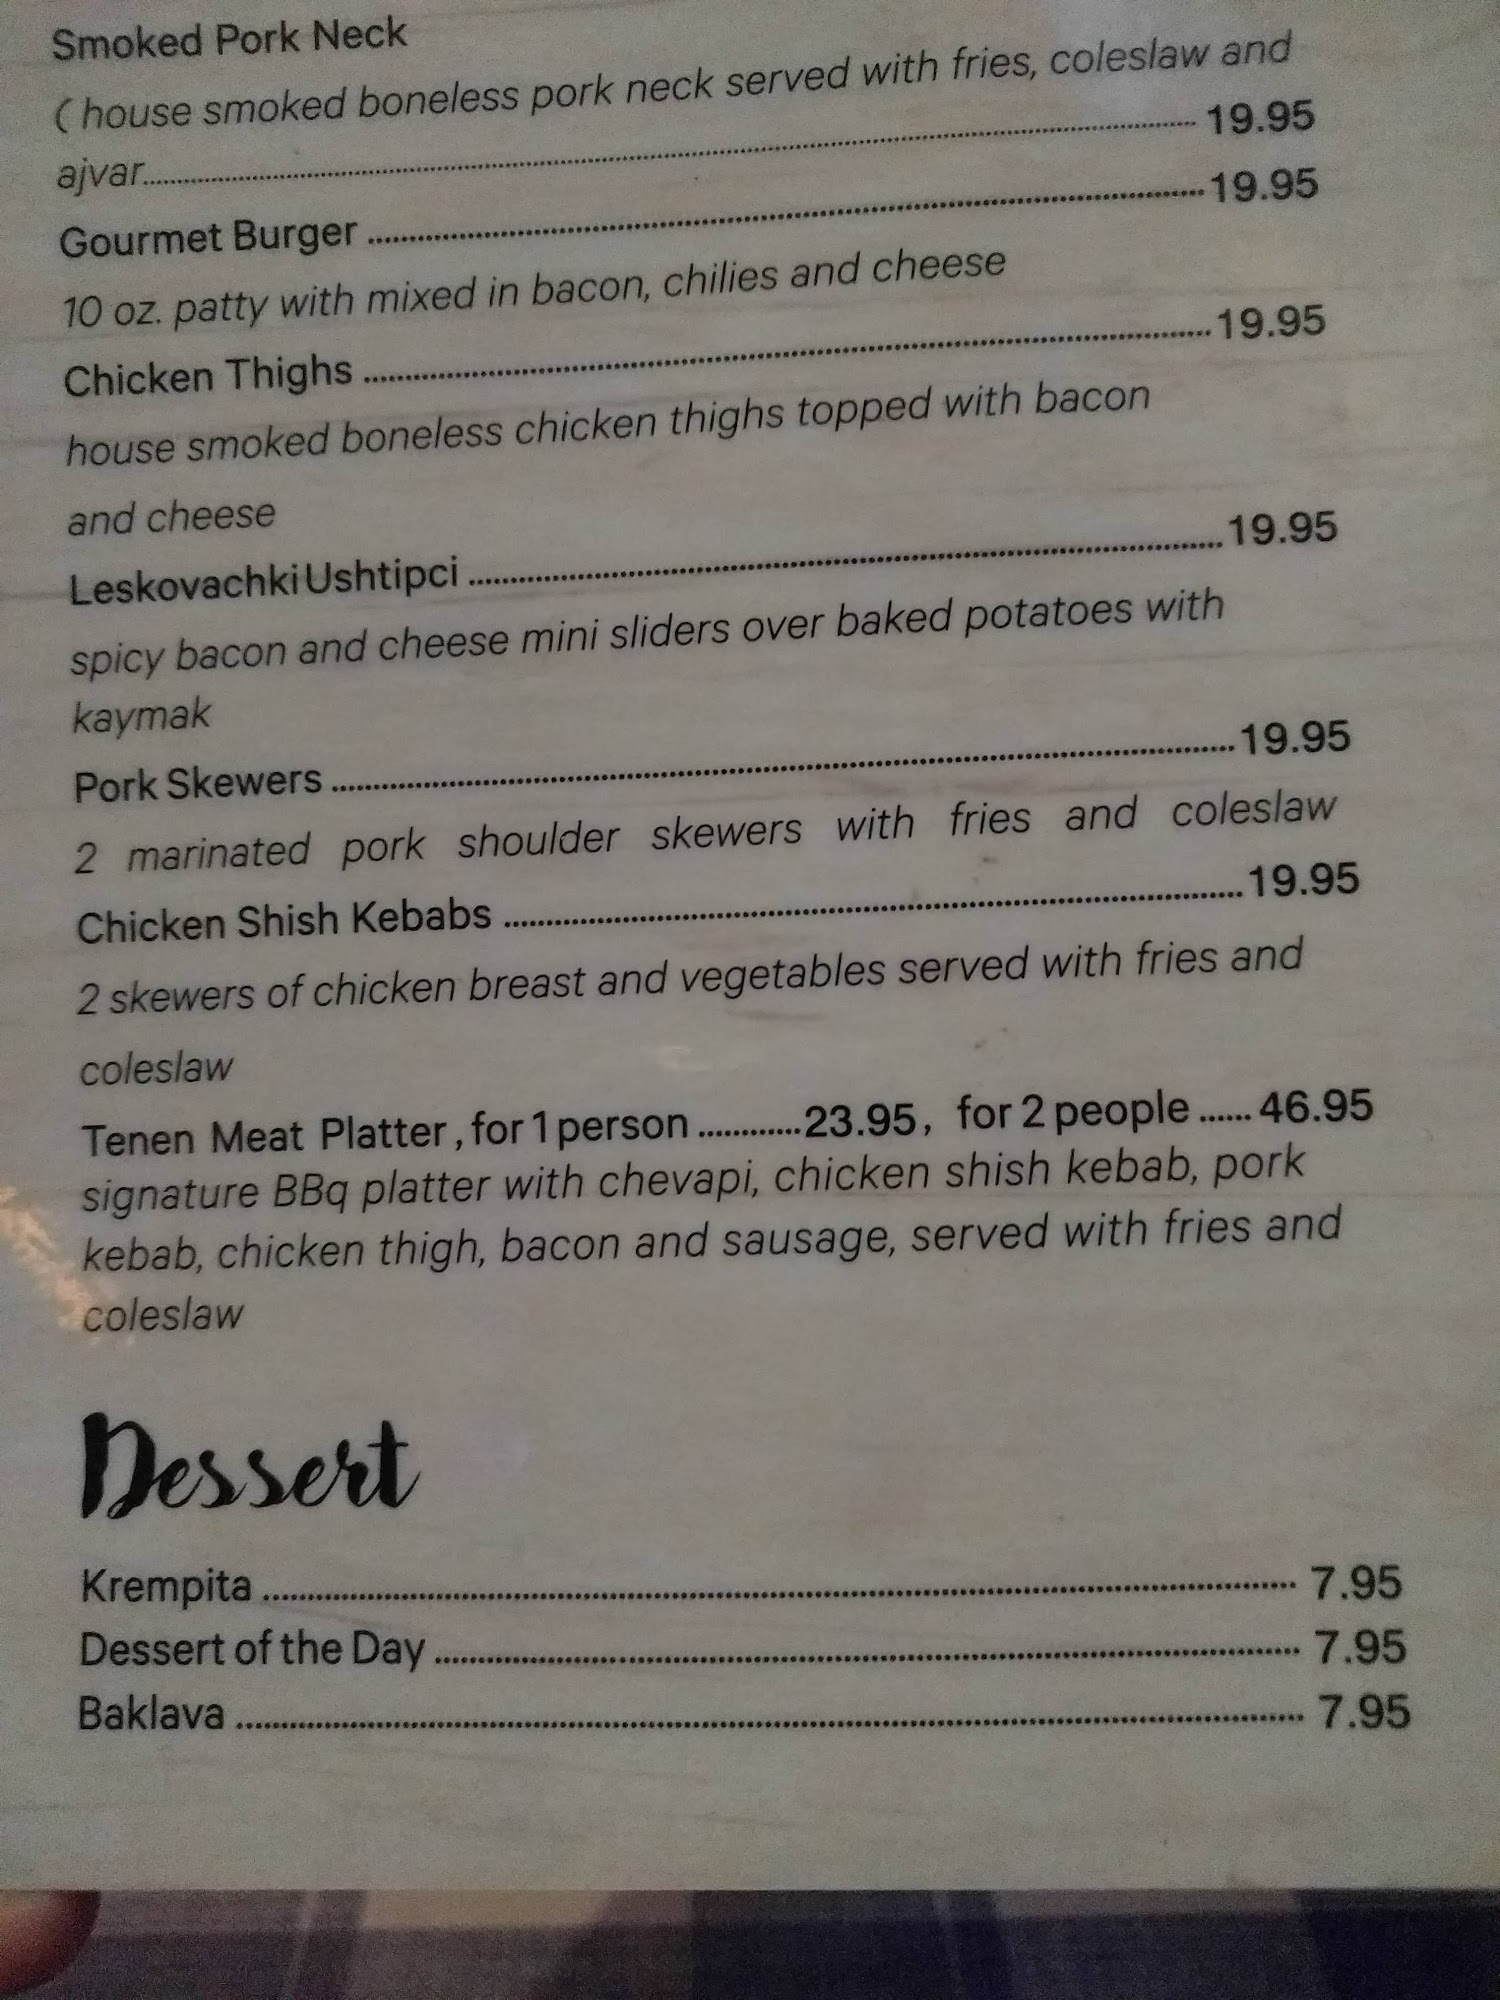 Smoked Pork Neck
( house smoked boneless pork neck served with fries, coleslaw and
ajvar.................... 19.95
Gourmet Burger .................... 19.95
10 oz. patty with mixed in bacon, chilies and cheese
Chicken Thighs .................... 19.95
house smoked boneless chicken thighs topped with bacon
and cheese
Leskovachki Ushtipci .................... 19.95
spicy bacon and cheese mini sliders over baked potatoes with
kaymak
Pork Skewers .................... 19.95
2 marinated pork shoulder skewers with fries and coleslaw
Chicken Shish Kebabs .................... 19.95
2 skewers of chicken breast and vegetables served with fries and
coleslaw
Tenen Meat Platter , for 1 person ............23.95, for 2 people ...... 46.95
signature BBq platter with chevapi, chicken shish kebab, pork
kebab, chicken thigh, bacon and sausage, served with fries and
coleslaw
Dessert
Krempita .................... 7.95
Dessert of the Day .................... 7.95
Baklava .................... 7.95